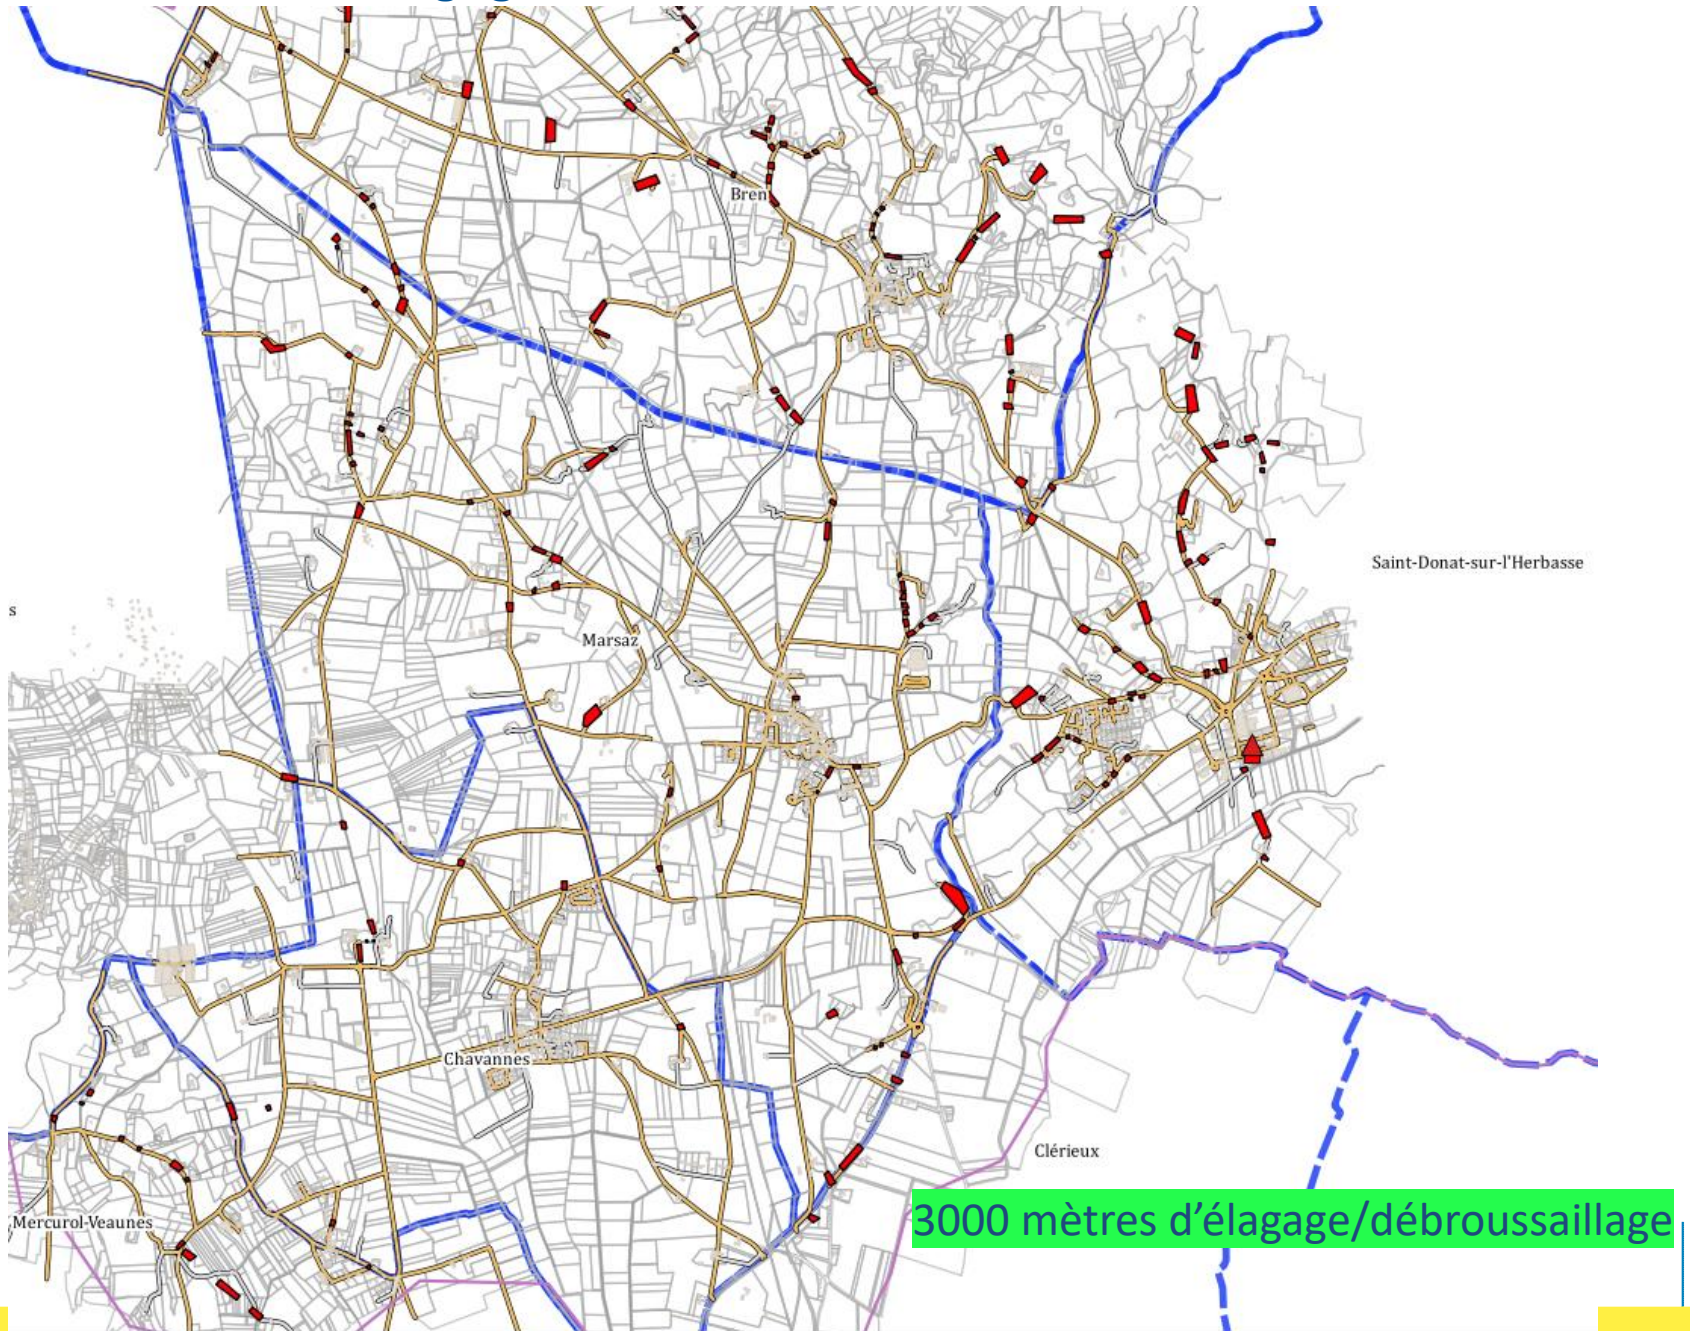 Bren
Saint-Donat-sur-l'Herbasse
s
Marsaz
Chavannes
Clérieux
3000 mètres d'élagage/débroussaillage
Mercurol-Veaunes